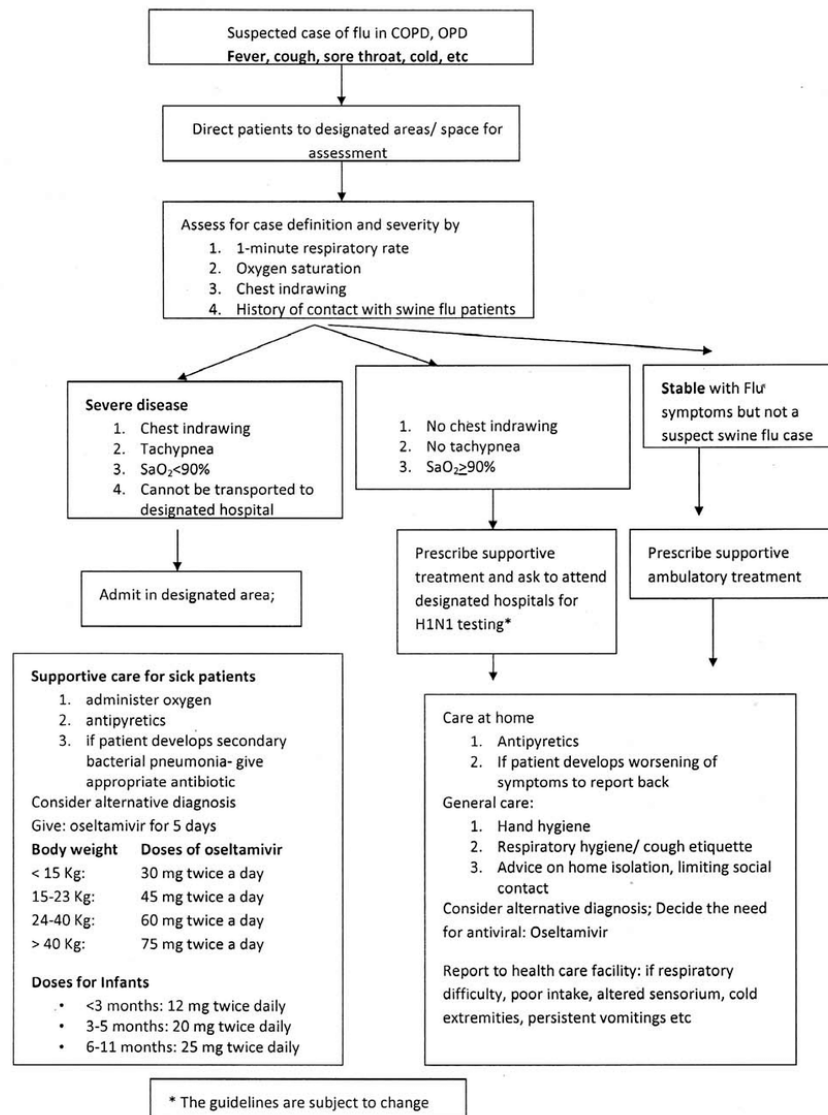 Suspected case of flu in COPD, OPD
Fever, cough, sore throat, cold, etc
Direct patients to designated areas/ space for
assessment
Assess for case definition and severity by
1. 1-minute respiratory rate
2. Oxygen saturation
3. Chest indrawing
4. History of contact with swine flu patients
Severe disease
1. Chest indrawing
2. Tachypnea
3. SaO₂<90%
4. Cannot be transported to
designated hospital
1. No chest indrawing
2. No tachypnea
3. SaO₂≥90%
Stable with Flu
symptoms but not a
suspect swine flu case
Admit in designated area;
Prescribe supportive
treatment and ask to attend
designated hospitals for
H1N1 testing*
Prescribe supportive
ambulatory treatment
Supportive care for sick patients
1. administer oxygen
2. antipyretics
3. if patient develops secondary
bacterial pneumonia- give
appropriate antibiotic
Consider alternative diagnosis
Give: oseltamivir for 5 days
Body weight Doses of oseltamivir
< 15 Kg: 30 mg twice a day
15-23 Kg: 45 mg twice a day
24-40 Kg: 60 mg twice a day
> 40 Kg: 75 mg twice a day
Doses for Infants
• <3 months: 12 mg twice daily
• 3-5 months: 20 mg twice daily
• 6-11 months: 25 mg twice daily
Care at home
1. Antipyretics
2. If patient develops worsening of
symptoms to report back
General care:
1. Hand hygiene
2. Respiratory hygiene/ cough etiquette
3. Advice on home isolation, limiting social
contact
Consider alternative diagnosis; Decide the need
for antiviral: Oseltamivir
Report to health care facility: if respiratory
difficulty, poor intake, altered sensorium, cold
extremities, persistent vomitings etc
* The guidelines are subject to change